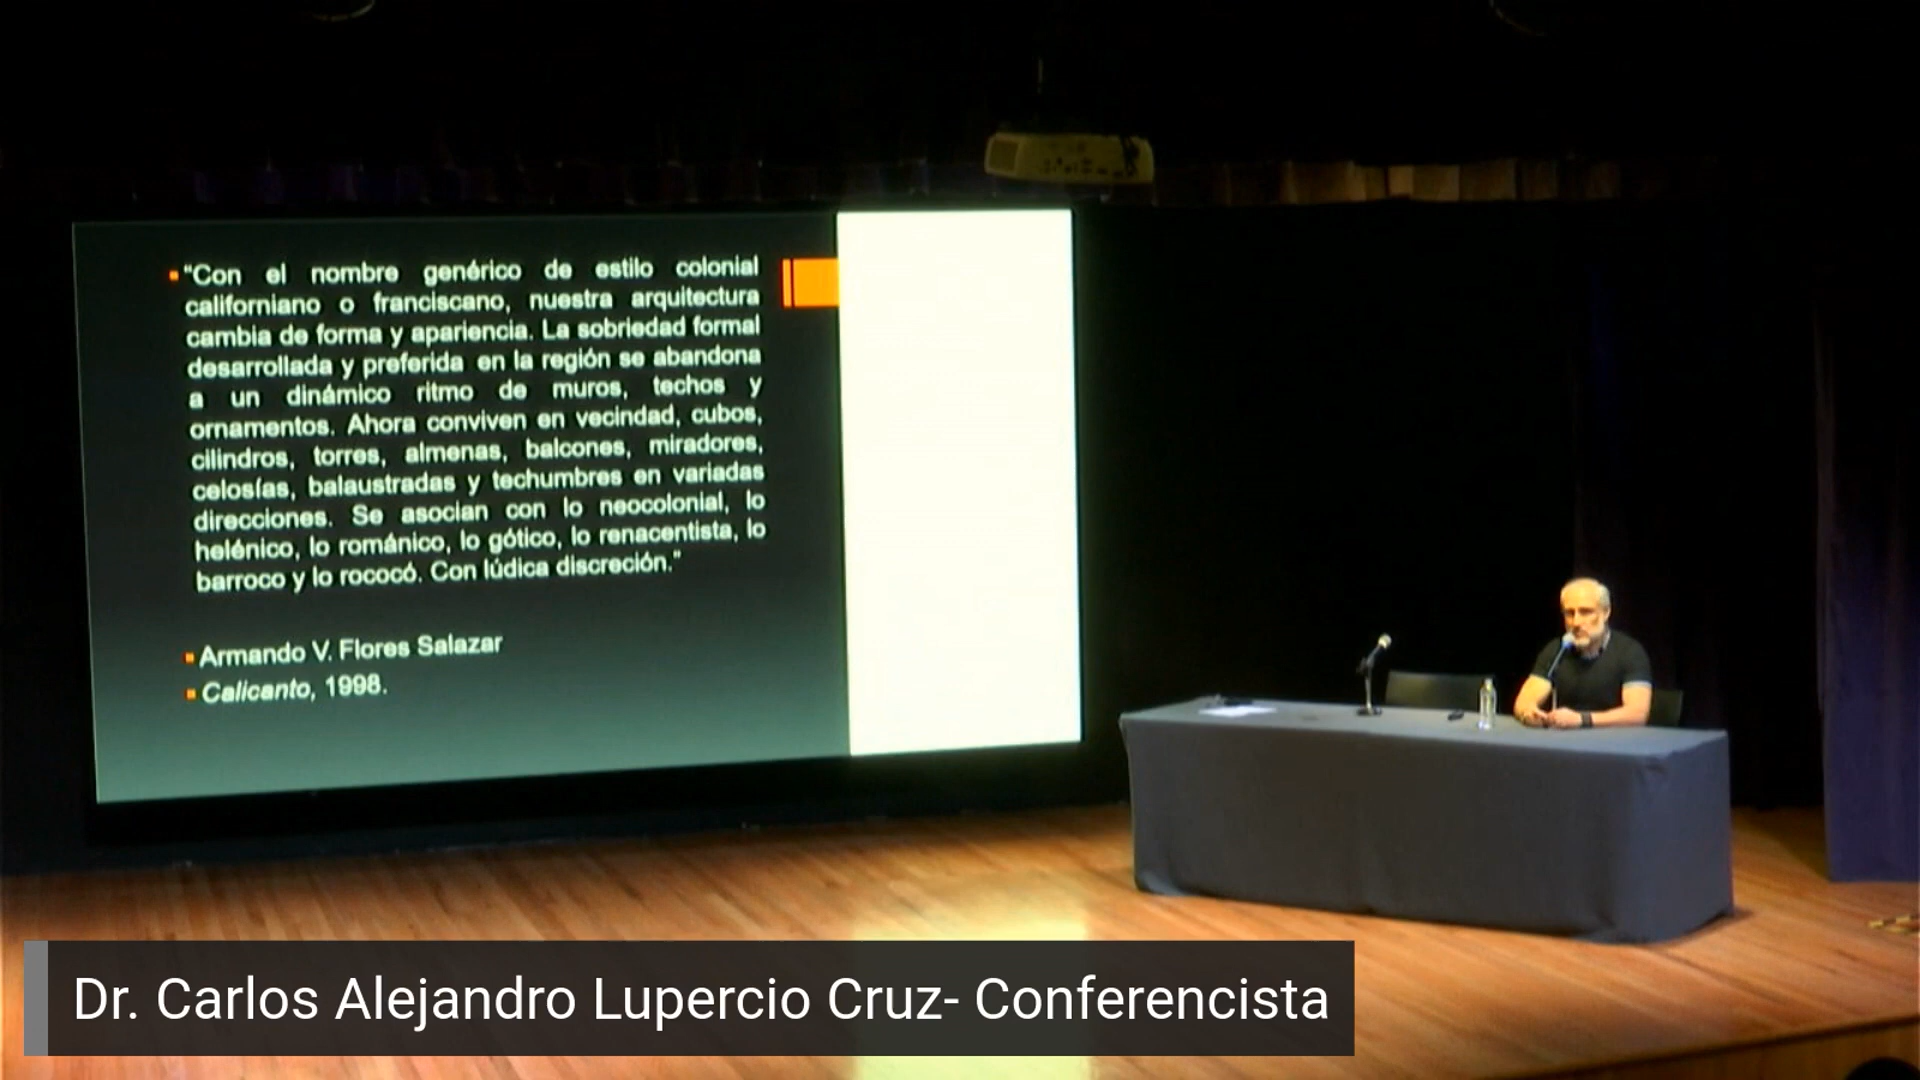 “Con el nombre genérico de estilo colonial
californiano o franciscano, nuestra arquitectura
cambia de forma y apariencia. La sobriedad formal
desarrollada y preferida en la región se abandona
a un dinámico ritmo de muros, techos y
ornamentos. Ahora conviven en vecindad, cubos,
cilindros, torres, almenas, balcones, miradores,
celosías, balaustradas y techumbres en variadas
direcciones. Se asocian con lo neocolonial, lo
helénico, lo románico, lo gótico, lo renacentista, lo
barroco y lo rococó. Con lúdica discreción.”
Armando V. Flores Salazar
Calicanto, 1998.
Dr. Carlos Alejandro Lupercio Cruz- Conferencista